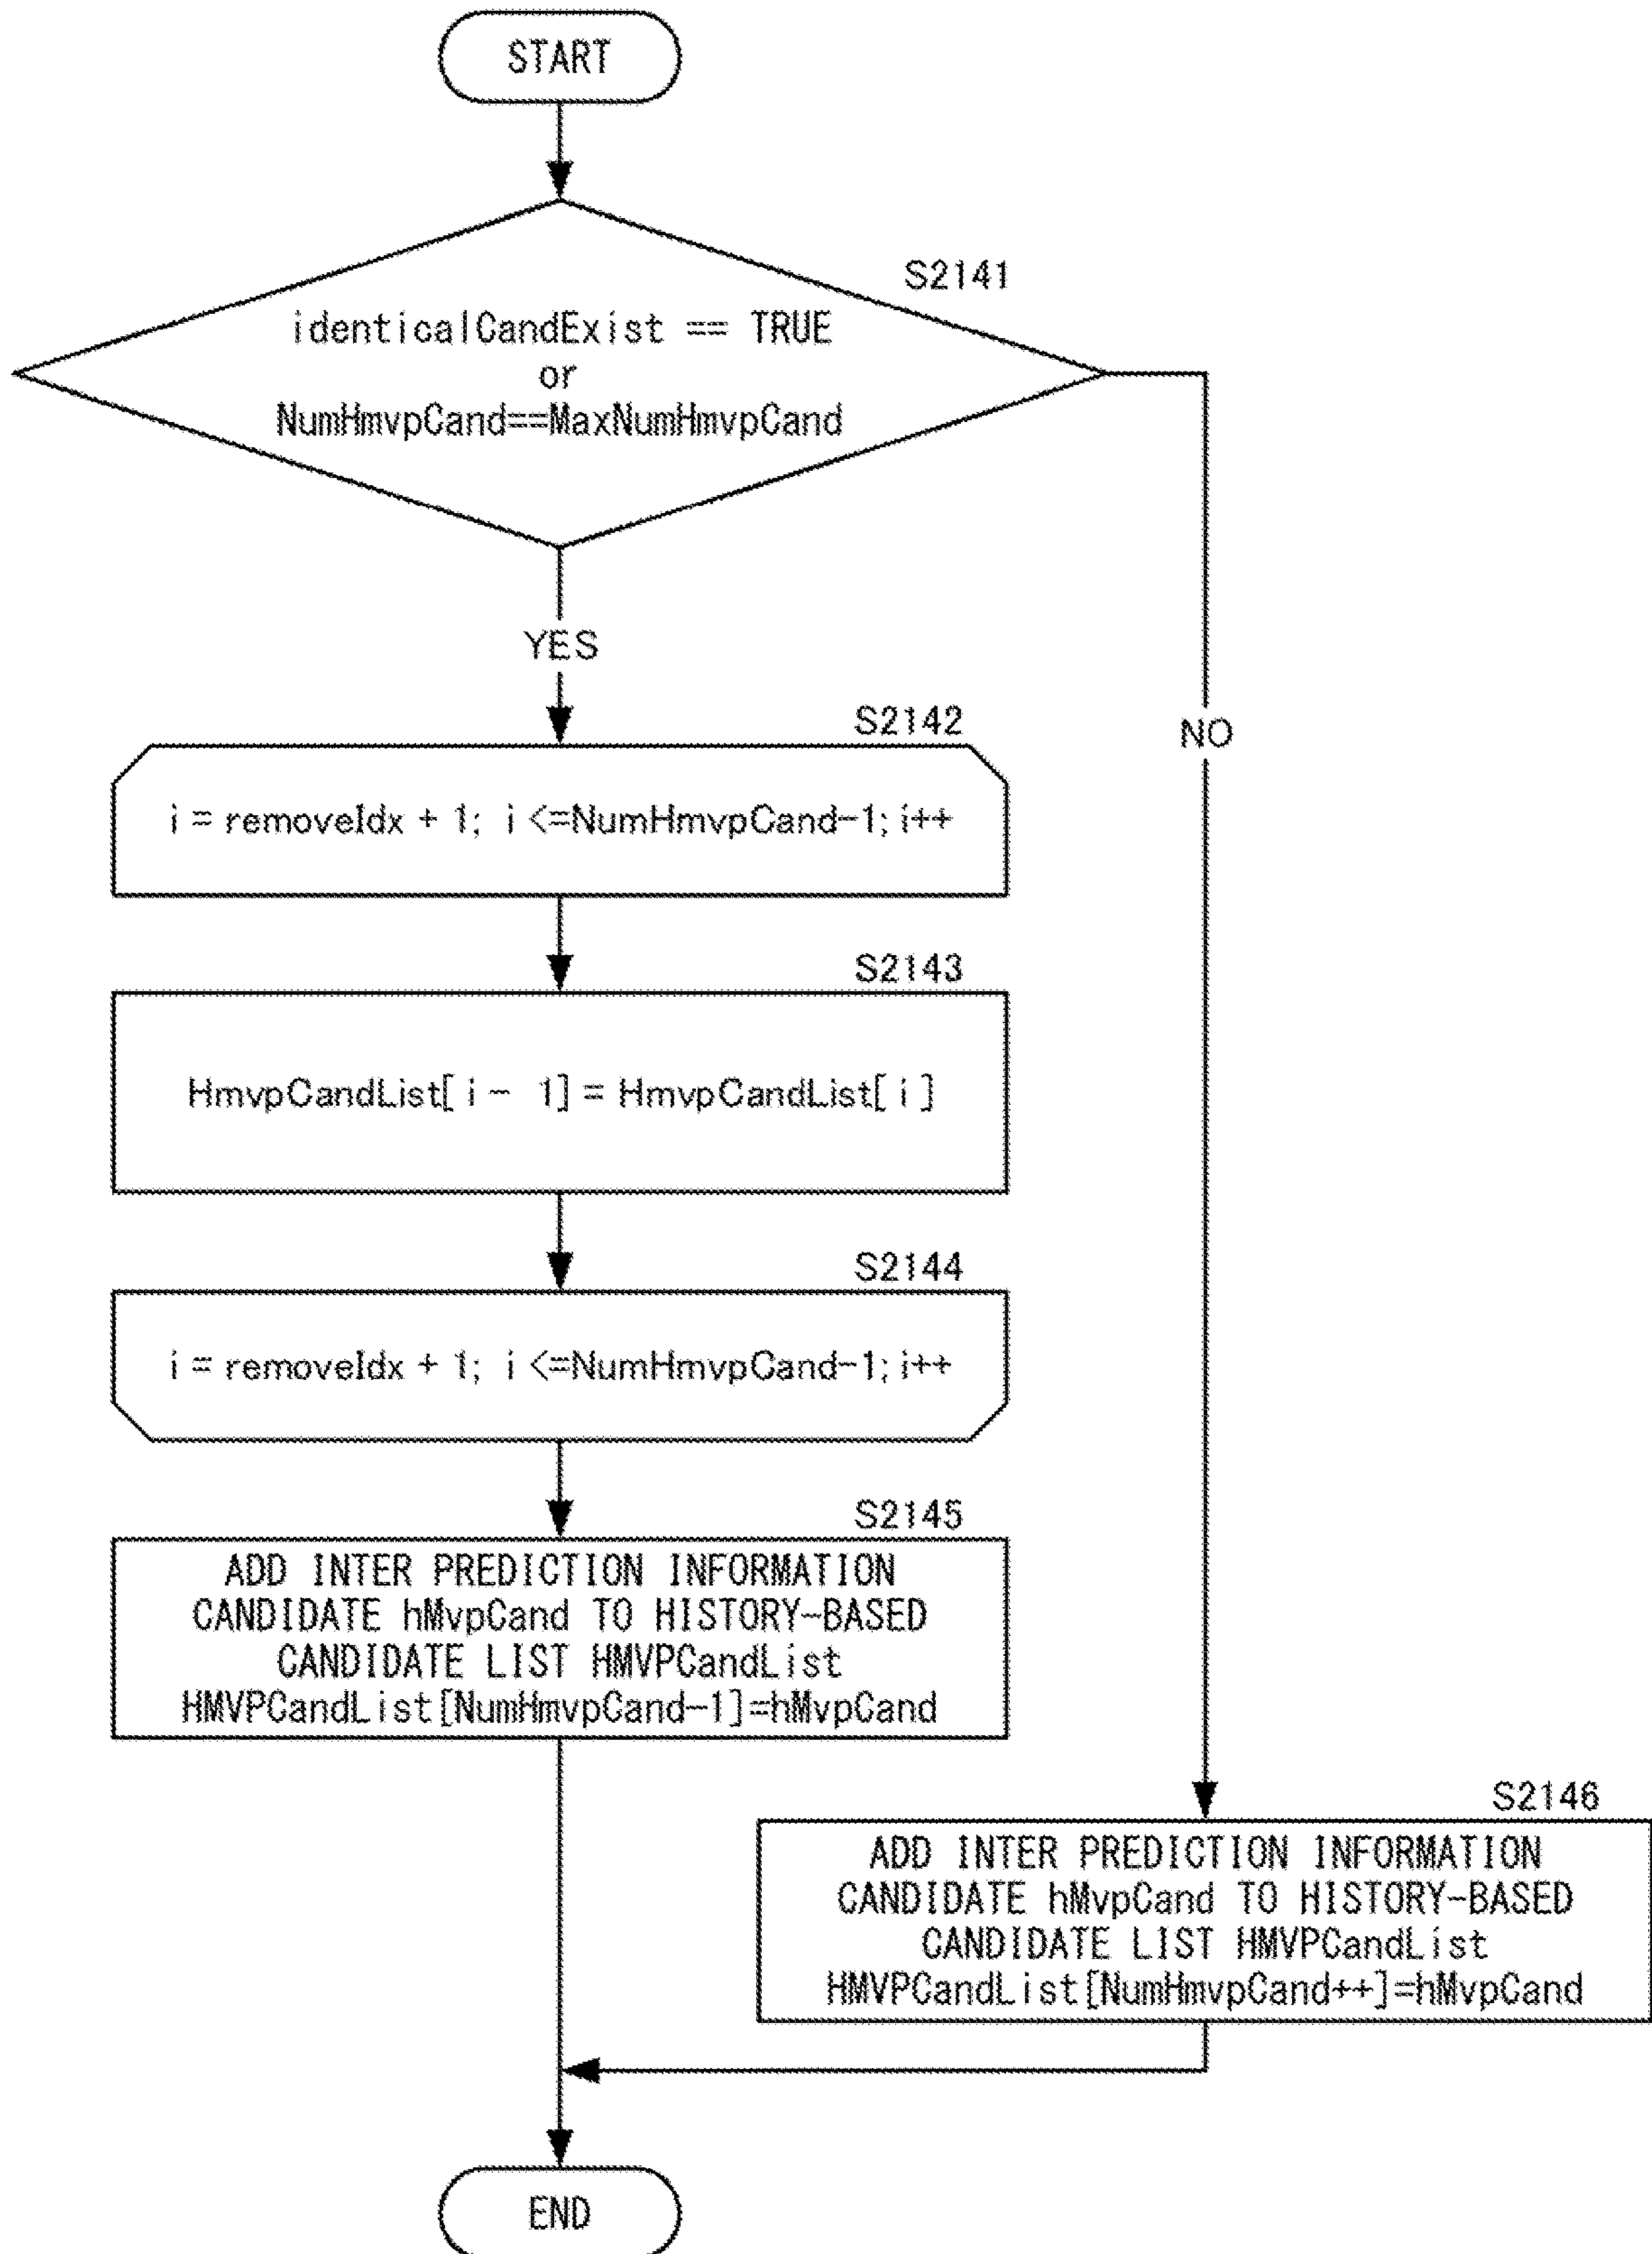 START
S2141
identicalCandExist == TRUE
or
NumHmvpCand==MaxNumHmvpCand
YES
NO
S2142
i = removeIdx + 1; i <=NumHmvpCand-1; i++
S2143
HmvpCandList[ i - 1] = HmvpCandList[ i ]
S2144
i = removeIdx + 1; i <=NumHmvpCand-1; i++
S2145
ADD INTER PREDICTION INFORMATION
CANDIDATE hMvpCand TO HISTORY-BASED
CANDIDATE LIST HMVPCandList
HMVPCandList[NumHmvpCand-1]=hMvpCand
S2146
ADD INTER PREDICTION INFORMATION
CANDIDATE hMvpCand TO HISTORY-BASED
CANDIDATE LIST HMVPCandList
HMVPCandList[NumHmvpCand++]=hMvpCand
END